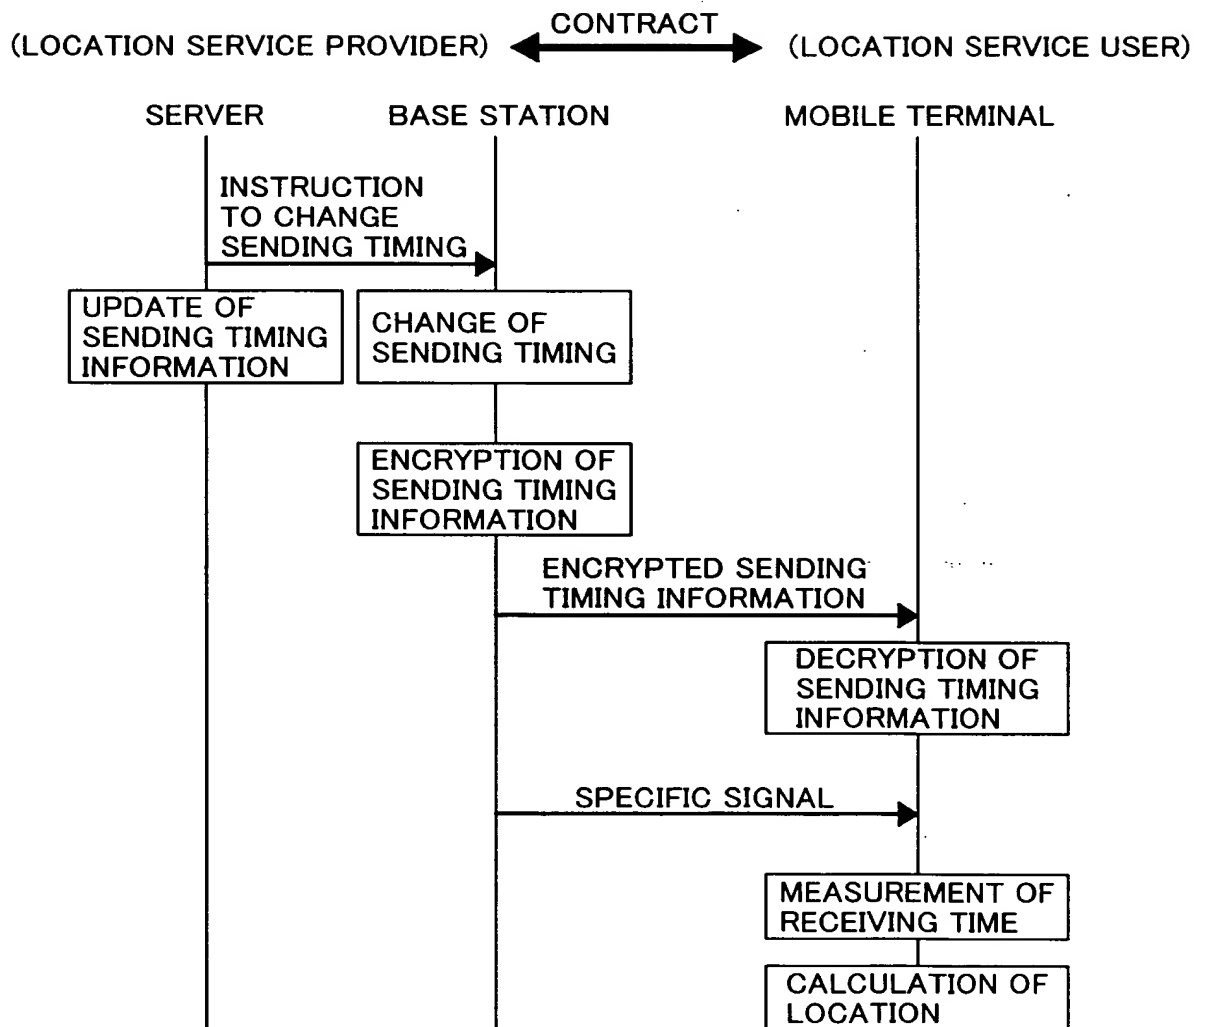 CONTRACT
(LOCATION SERVICE PROVIDER)
(LOCATION SERVICE USER)
SERVER
BASE STATION
MOBILE TERMINAL
INSTRUCTION
TO CHANGE
SENDING TIMING
UPDATE OF
SENDING TIMING
INFORMATION
CHANGE OF
SENDING TIMING
ENCRYPTION OF
SENDING TIMING
INFORMATION
ENCRYPTED SENDING
TIMING INFORMATION
DECRYPTION OF
SENDING TIMING
INFORMATION
SPECIFIC SIGNAL
MEASUREMENT OF
RECEIVING TIME
CALCULATION OF
LOCATION